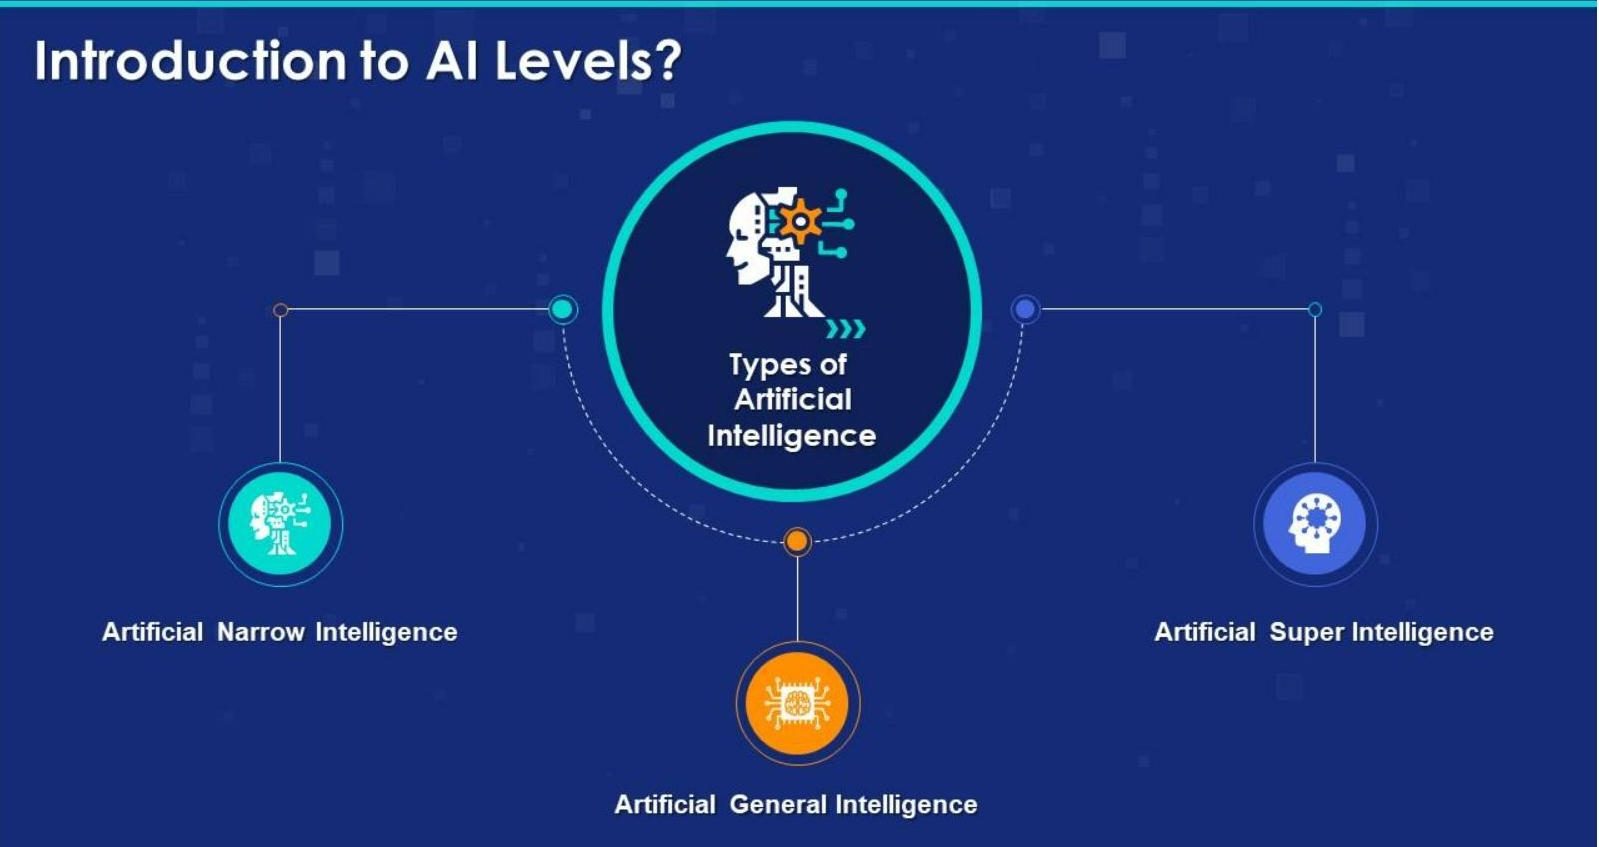 Introduction to AI Levels?
Types of
Artificial
Intelligence
Artificial Narrow Intelligence
Artificial Super Intelligence
Artificial General Intelligence